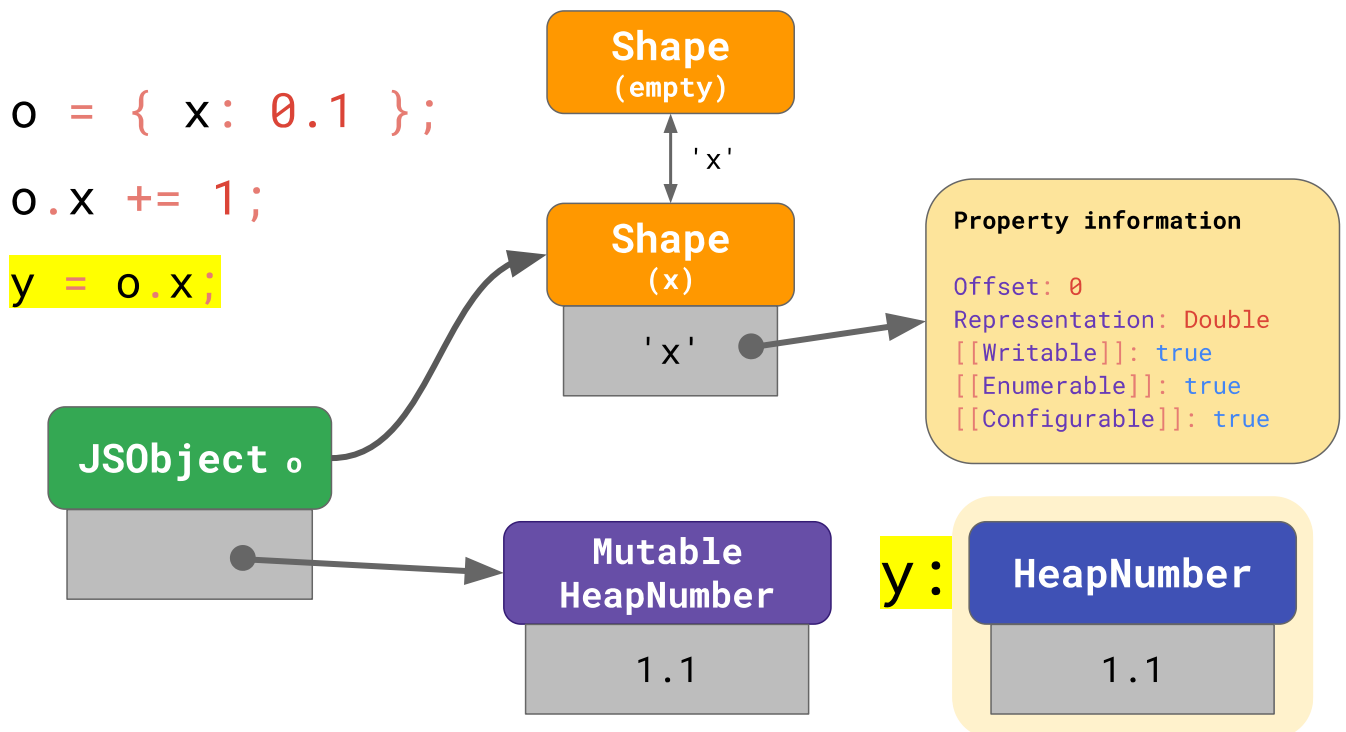 o = { x: 0.1 };
o.x += 1;
y = o.x;
Shape
(empty)
'x'
Shape
(x)
'x'
Property information
Offset: 0
Representation: Double
[[Writable]]: true
[[Enumerable]]: true
[[Configurable]]: true
JSObject o
Mutable
HeapNumber
1.1
y:
HeapNumber
1.1